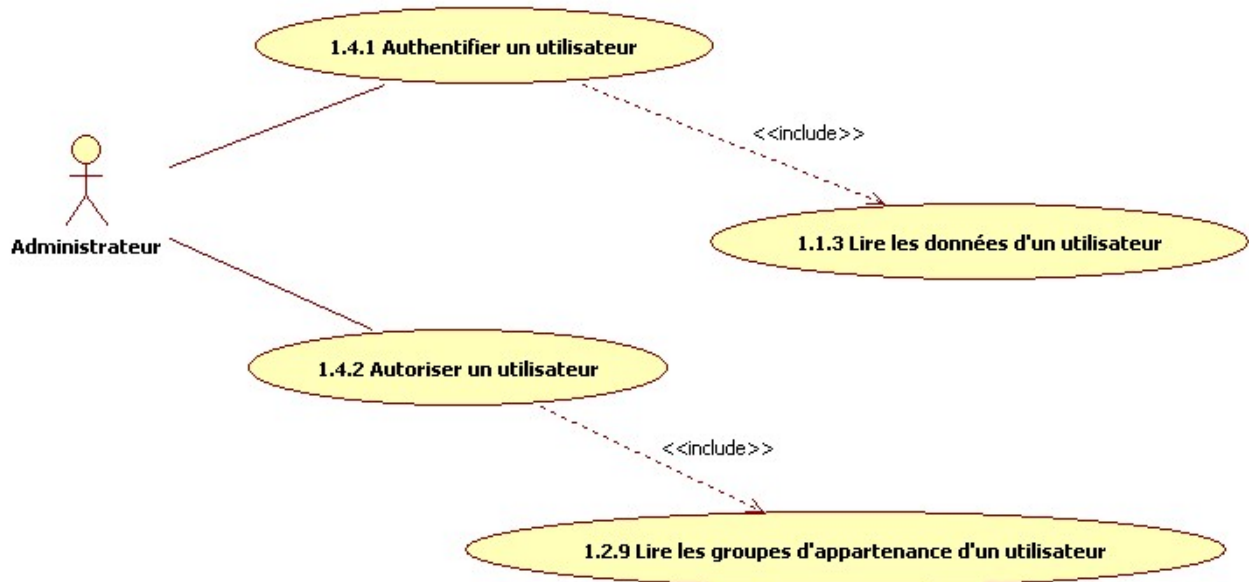 1.4.1 Authentifier un utilisateur
<<include>>
Administrateur
1.1.3 Lire les données d'un utilisateur
1.4.2 Autoriser un utilisateur
<<include>>
1.2.9 Lire les groupes d'appartenance d'un utilisateur